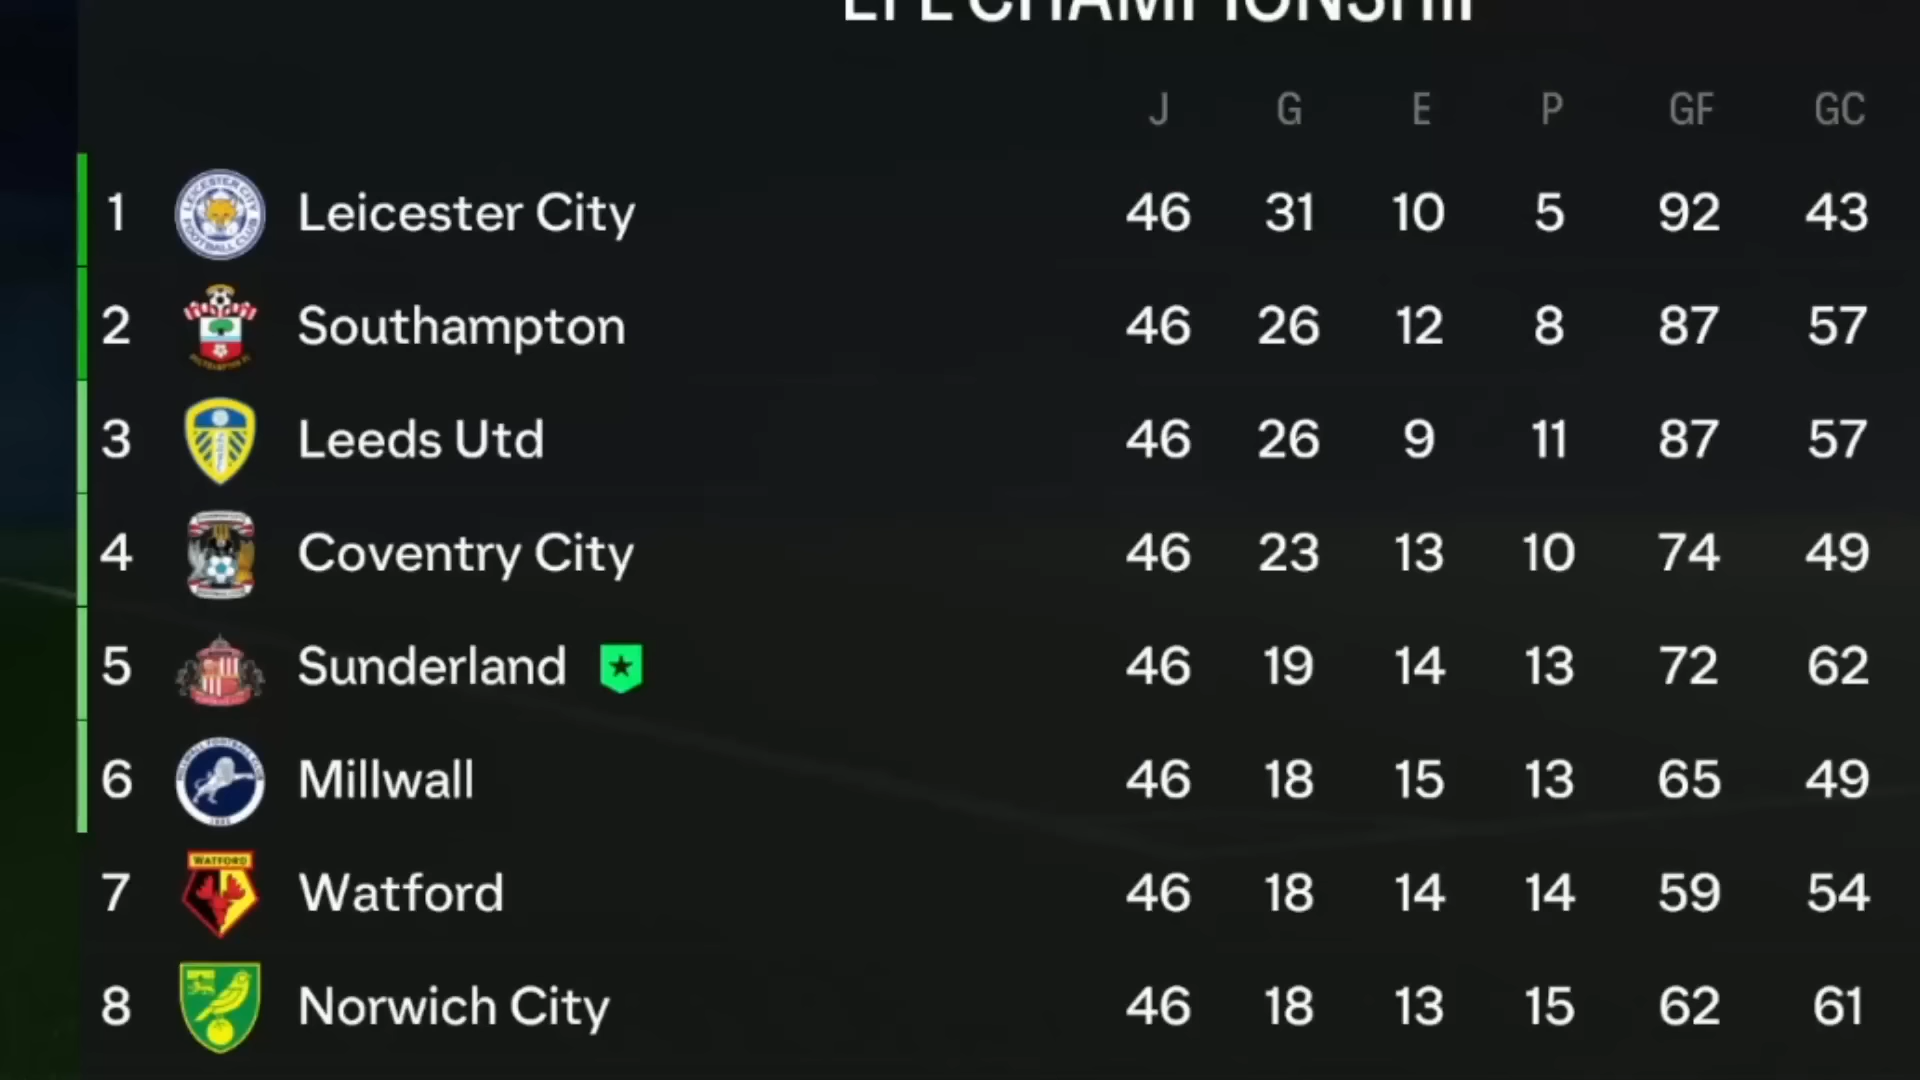 EFL CHAMPIONSHIP
J G E P GF GC
1 Leicester City 46 31 10 5 92 43
2 Southampton 46 26 12 8 87 57
3 Leeds Utd 46 26 9 11 87 57
4 Coventry City 46 23 13 10 74 49
5 Sunderland 46 19 14 13 72 62
6 Millwall 46 18 15 13 65 49
7 WATFORD Watford 46 18 14 14 59 54
8 Norwich City 46 18 13 15 62 61